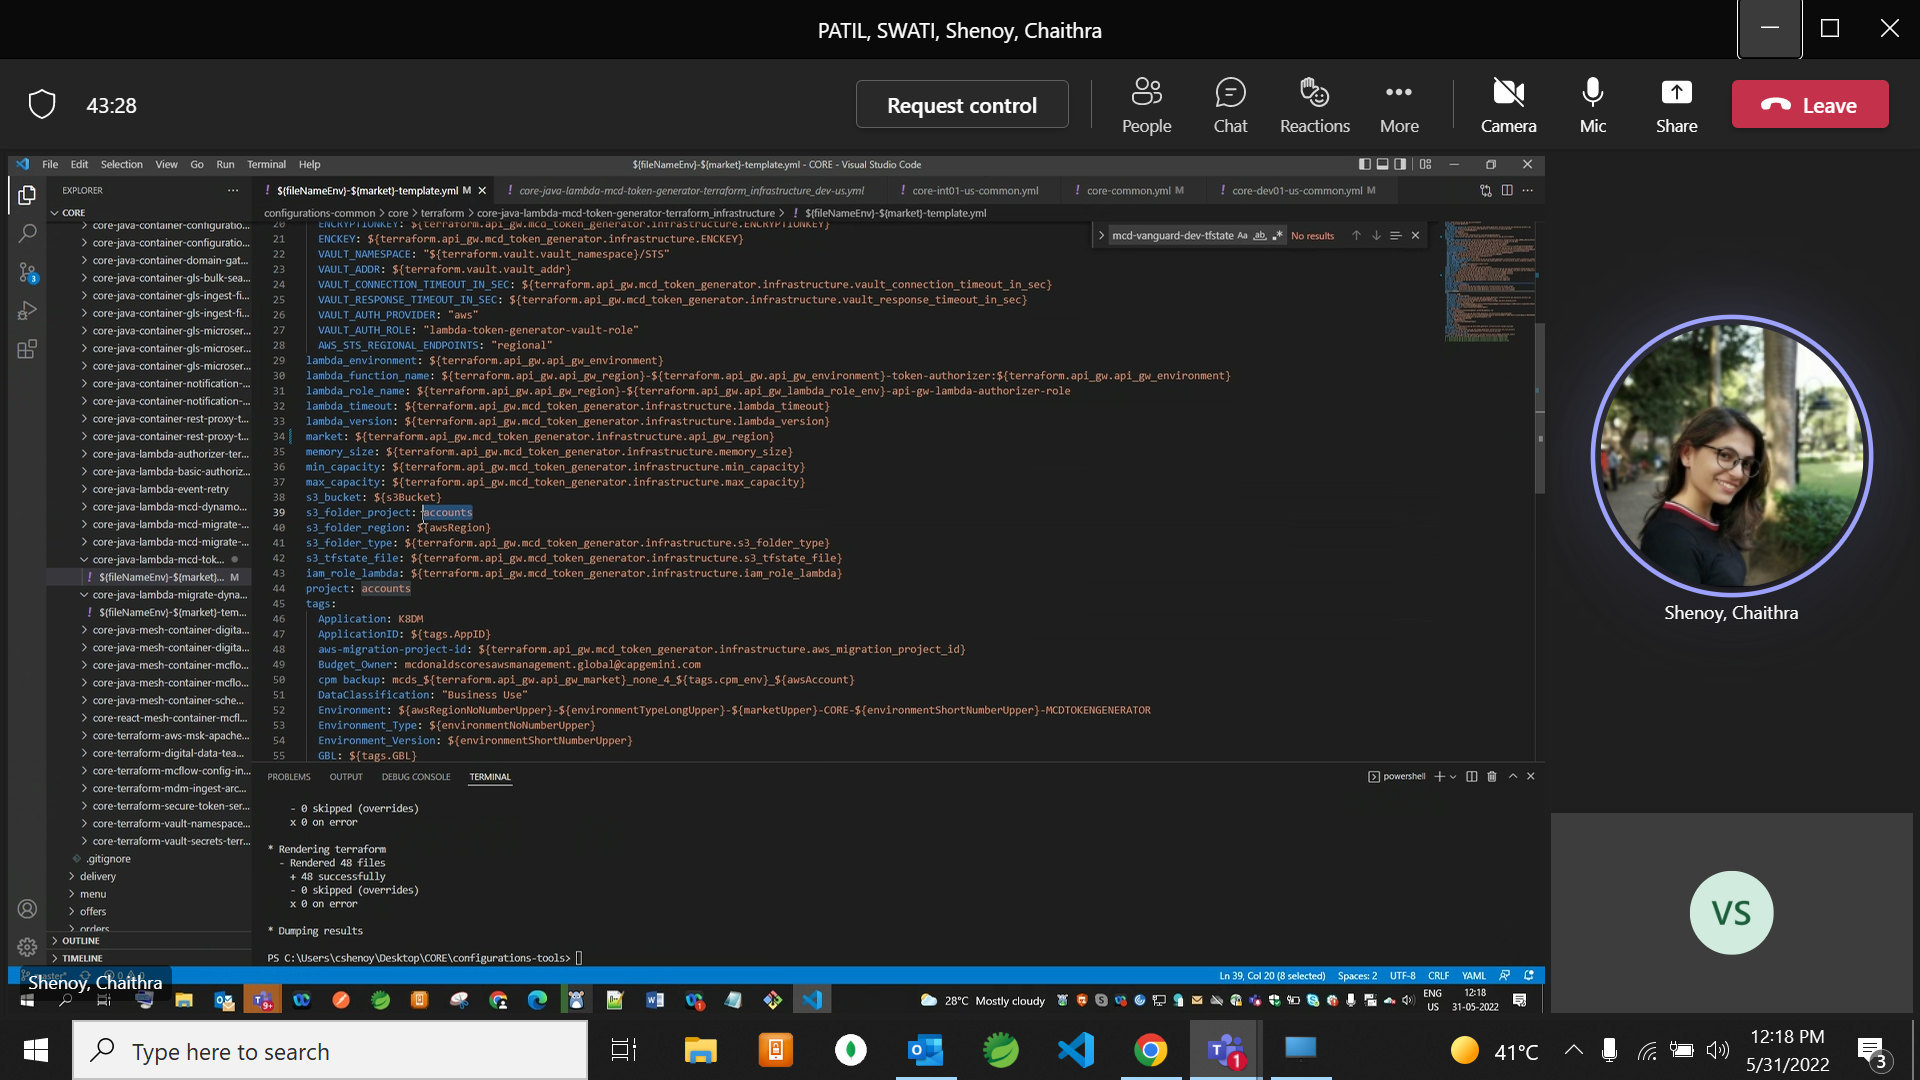 PATIL, SWATI, Shenoy, Chaithra
43:28
Request control
People
Chat
Reactions
More
Camera
Mic
Share
Leave
File Edit Selection View Go Run Terminal Help
${fileNameEnv}-${market}-template.yml - CORE - Visual Studio Code
EXPLORER
${fileNameEnv}-${market}-template.yml M
core-java-lambda-mcd-token-generator-terraform_infrastructure_dev-us.yml
core-int01-us-common.yml
core-common.yml M
core-dev01-us-common.yml M
configurations-common > core > terraform > core-java-lambda-mcd-token-generator-terraform_infrastructure > ! ${fileNameEnv}-${market}-template.yml
mcd-vanguard-dev-tfstate Aa ab No results
CORE
core-java-container-configuratio...
core-java-container-configuratio...
core-java-container-domain-gat...
core-java-container-gls-bulk-sea...
core-java-container-gls-ingest-fi...
core-java-container-gls-ingest-fi...
core-java-container-gls-microser...
core-java-container-gls-microser...
core-java-container-gls-microser...
core-java-container-notification-...
core-java-container-notification-...
core-java-container-rest-proxy-t...
core-java-container-rest-proxy-t...
core-java-lambda-authorizer-ter...
core-java-lambda-basic-authoriz...
core-java-lambda-event-retry
core-java-lambda-mcd-dynamo...
core-java-lambda-mcd-migrate-...
core-java-lambda-mcd-migrate-...
core-java-lambda-mcd-tok...
${fileNameEnv}-${market}... M
core-java-lambda-migrate-dyna...
${fileNameEnv}-${market}-tem...
core-java-mesh-container-digita...
core-java-mesh-container-digita...
core-java-mesh-container-mcflo...
core-java-mesh-container-mcflo...
core-java-mesh-container-sche...
core-react-mesh-container-mcfl...
core-terraform-aws-msk-apache...
core-terraform-digital-data-tea...
core-terraform-mcflow-config-in...
core-terraform-mdm-ingest-arc...
core-terraform-secure-token-ser...
core-terraform-vault-namespace...
core-terraform-vault-secrets-terr...
.gitignore
delivery
menu
offers
orders
OUTLINE
TIMELINE
20 ENCRYPTIONKEY: ${terraform.api_gw.mcd_token_generator.infrastructure.ENCRYPTIONKEY}
21 ENCKEY: ${terraform.api_gw.mcd_token_generator.infrastructure.ENCKEY}
22 VAULT_NAMESPACE: "${terraform.vault.vault_namespace}/STS"
23 VAULT_ADDR: ${terraform.vault.vault_addr}
24 VAULT_CONNECTION_TIMEOUT_IN_SEC: ${terraform.api_gw.mcd_token_generator.infrastructure.vault_connection_timeout_in_sec}
25 VAULT_RESPONSE_TIMEOUT_IN_SEC: ${terraform.api_gw.mcd_token_generator.infrastructure.vault_response_timeout_in_sec}
26 VAULT_AUTH_PROVIDER: "aws"
27 VAULT_AUTH_ROLE: "lambda-token-generator-vault-role"
28 AWS_STS_REGIONAL_ENDPOINTS: "regional"
29 lambda_environment: ${terraform.api_gw.api_gw_environment}
30 lambda_function_name: ${terraform.api_gw.api_gw_region}-${terraform.api_gw.api_gw_environment}-token-authorizer:${terraform.api_gw.api_gw_environment}
31 lambda_role_name: ${terraform.api_gw.api_gw_region}-${terraform.api_gw.api_gw_lambda_role_env}-api-gw-lambda-authorizer-role
32 lambda_timeout: ${terraform.api_gw.mcd_token_generator.infrastructure.lambda_timeout}
33 lambda_version: ${terraform.api_gw.mcd_token_generator.infrastructure.lambda_version}
34 market: ${terraform.api_gw.mcd_token_generator.infrastructure.api_gw_region}
35 memory_size: ${terraform.api_gw.mcd_token_generator.infrastructure.memory_size}
36 min_capacity: ${terraform.api_gw.mcd_token_generator.infrastructure.min_capacity}
37 max_capacity: ${terraform.api_gw.mcd_token_generator.infrastructure.max_capacity}
38 s3_bucket: ${s3Bucket}
39 s3_folder_project: accounts
40 s3_folder_region: ${awsRegion}
41 s3_folder_type: ${terraform.api_gw.mcd_token_generator.infrastructure.s3_folder_type}
42 s3_tfstate_file: ${terraform.api_gw.mcd_token_generator.infrastructure.s3_tfstate_file}
43 iam_role_lambda: ${terraform.api_gw.mcd_token_generator.infrastructure.iam_role_lambda}
44 project: accounts
45 tags:
46 Application: K8DM
47 ApplicationID: ${tags.AppID}
48 aws-migration-project-id: ${terraform.api_gw.mcd_token_generator.infrastructure.aws_migration_project_id}
49 Budget_Owner: mcdonaldscoresawsmanagement.global@capgemini.com
50 cpm backup: mcds_${terraform.api_gw.api_gw_market}_none_4_${tags.cpm_env}_${awsAccount}
51 DataClassification: "Business Use"
52 Environment: ${awsRegionNoNumberUpper}-${environmentTypeLongUpper}-${marketUpper}-CORE-${environmentShortNumberUpper}-MCDTOKENGENERATOR
53 Environment_Type: ${environmentNoNumberUpper}
54 Environment_Version: ${environmentShortNumberUpper}
55 GBL: ${tags.GBL}
PROBLEMS OUTPUT DEBUG CONSOLE TERMINAL
powershell
- 0 skipped (overrides)
x 0 on error
* Rendering terraform
- Rendered 48 files
+ 48 successfully
- 0 skipped (overrides)
x 0 on error
* Dumping results
PS C:\Users\cshenoy\Desktop\CORE\configurations-tools>
Ln 39, Col 20 (8 selected) Spaces: 2 UTF-8 CRLF YAML
Shenoy, Chaithra
28°C Mostly cloudy
ENG
US
12:18
31-05-2022
Shenoy, Chaithra
VS
Type here to search
1
41°C
12:18 PM
5/31/2022
3